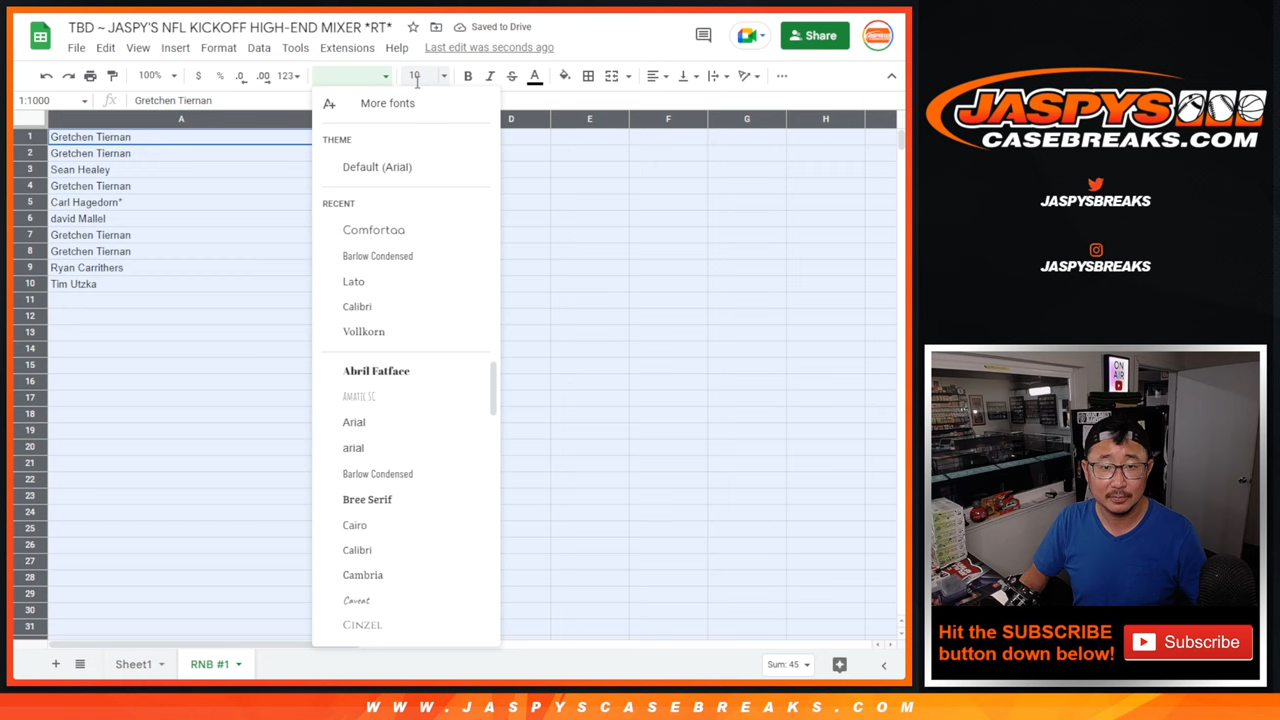 TBD ~ JASPY'S NFL KICKOFF HIGH-END MIXER *RT*
Saved to Drive
File Edit View Insert Format Data Tools Extensions Help Last edit was seconds ago
Share
100% $ % .0 .00 123 10 B I S A
1:1000 fx Gretchen Tiernan
A D E F G H
1 Gretchen Tiernan
2 Gretchen Tiernan
3 Sean Healey
4 Gretchen Tiernan
5 Carl Hagedorn*
6 david Mallel
7 Gretchen Tiernan
8 Gretchen Tiernan
9 Ryan Carrithers
10 Tim Utzka
11
12
13
14
15
16
17
18
19
20
21
22
23
24
25
26
27
28
29
30
31
More fonts
THEME
Default (Arial)
RECENT
Comfortaa
Barlow Condensed
Lato
Calibri
Vollkorn
Abril Fatface
AMATIC SC
Arial
arial
Barlow Condensed
Bree Serif
Cairo
Calibri
Cambria
Caveat
CINZEL
Sheet1 RNB #1 Sum: 45
JASPYS
CASEBREAKS.COM
JASPYSBREAKS
JASPYSBREAKS
ON
AIR
Hit the SUBSCRIBE
button down below!
Subscribe
WWW.JASPYSCASEBREAKS.COM